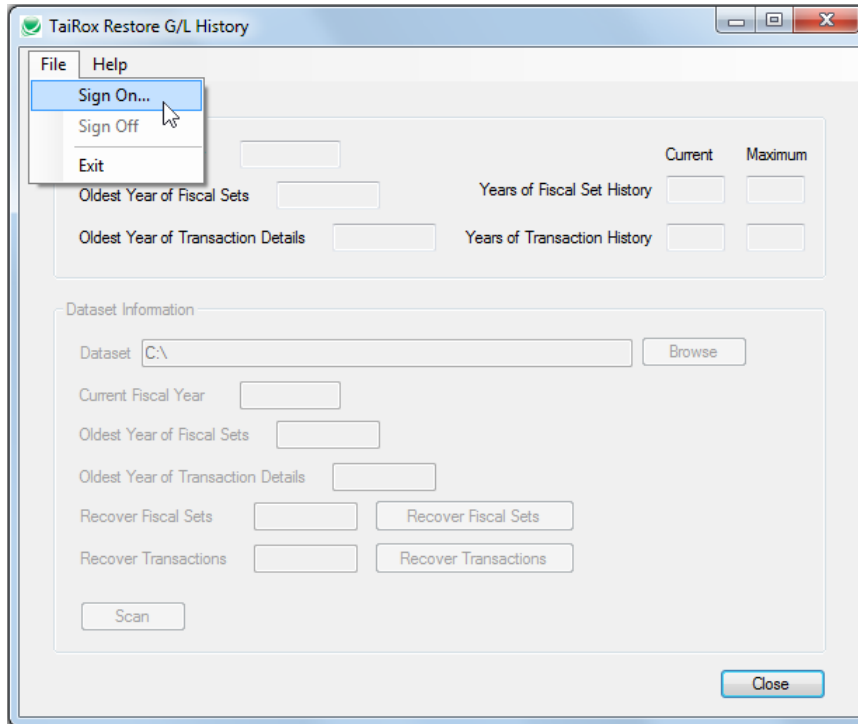 TaiRox Restore G/L History
File Help
Sign On...
Sign Off
Exit
Current Maximum
Oldest Year of Fiscal Sets Years of Fiscal Set History
Oldest Year of Transaction Details Years of Transaction History
Dataset Information
Dataset C:\ Browse
Current Fiscal Year
Oldest Year of Fiscal Sets
Oldest Year of Transaction Details
Recover Fiscal Sets Recover Fiscal Sets
Recover Transactions Recover Transactions
Scan
Close